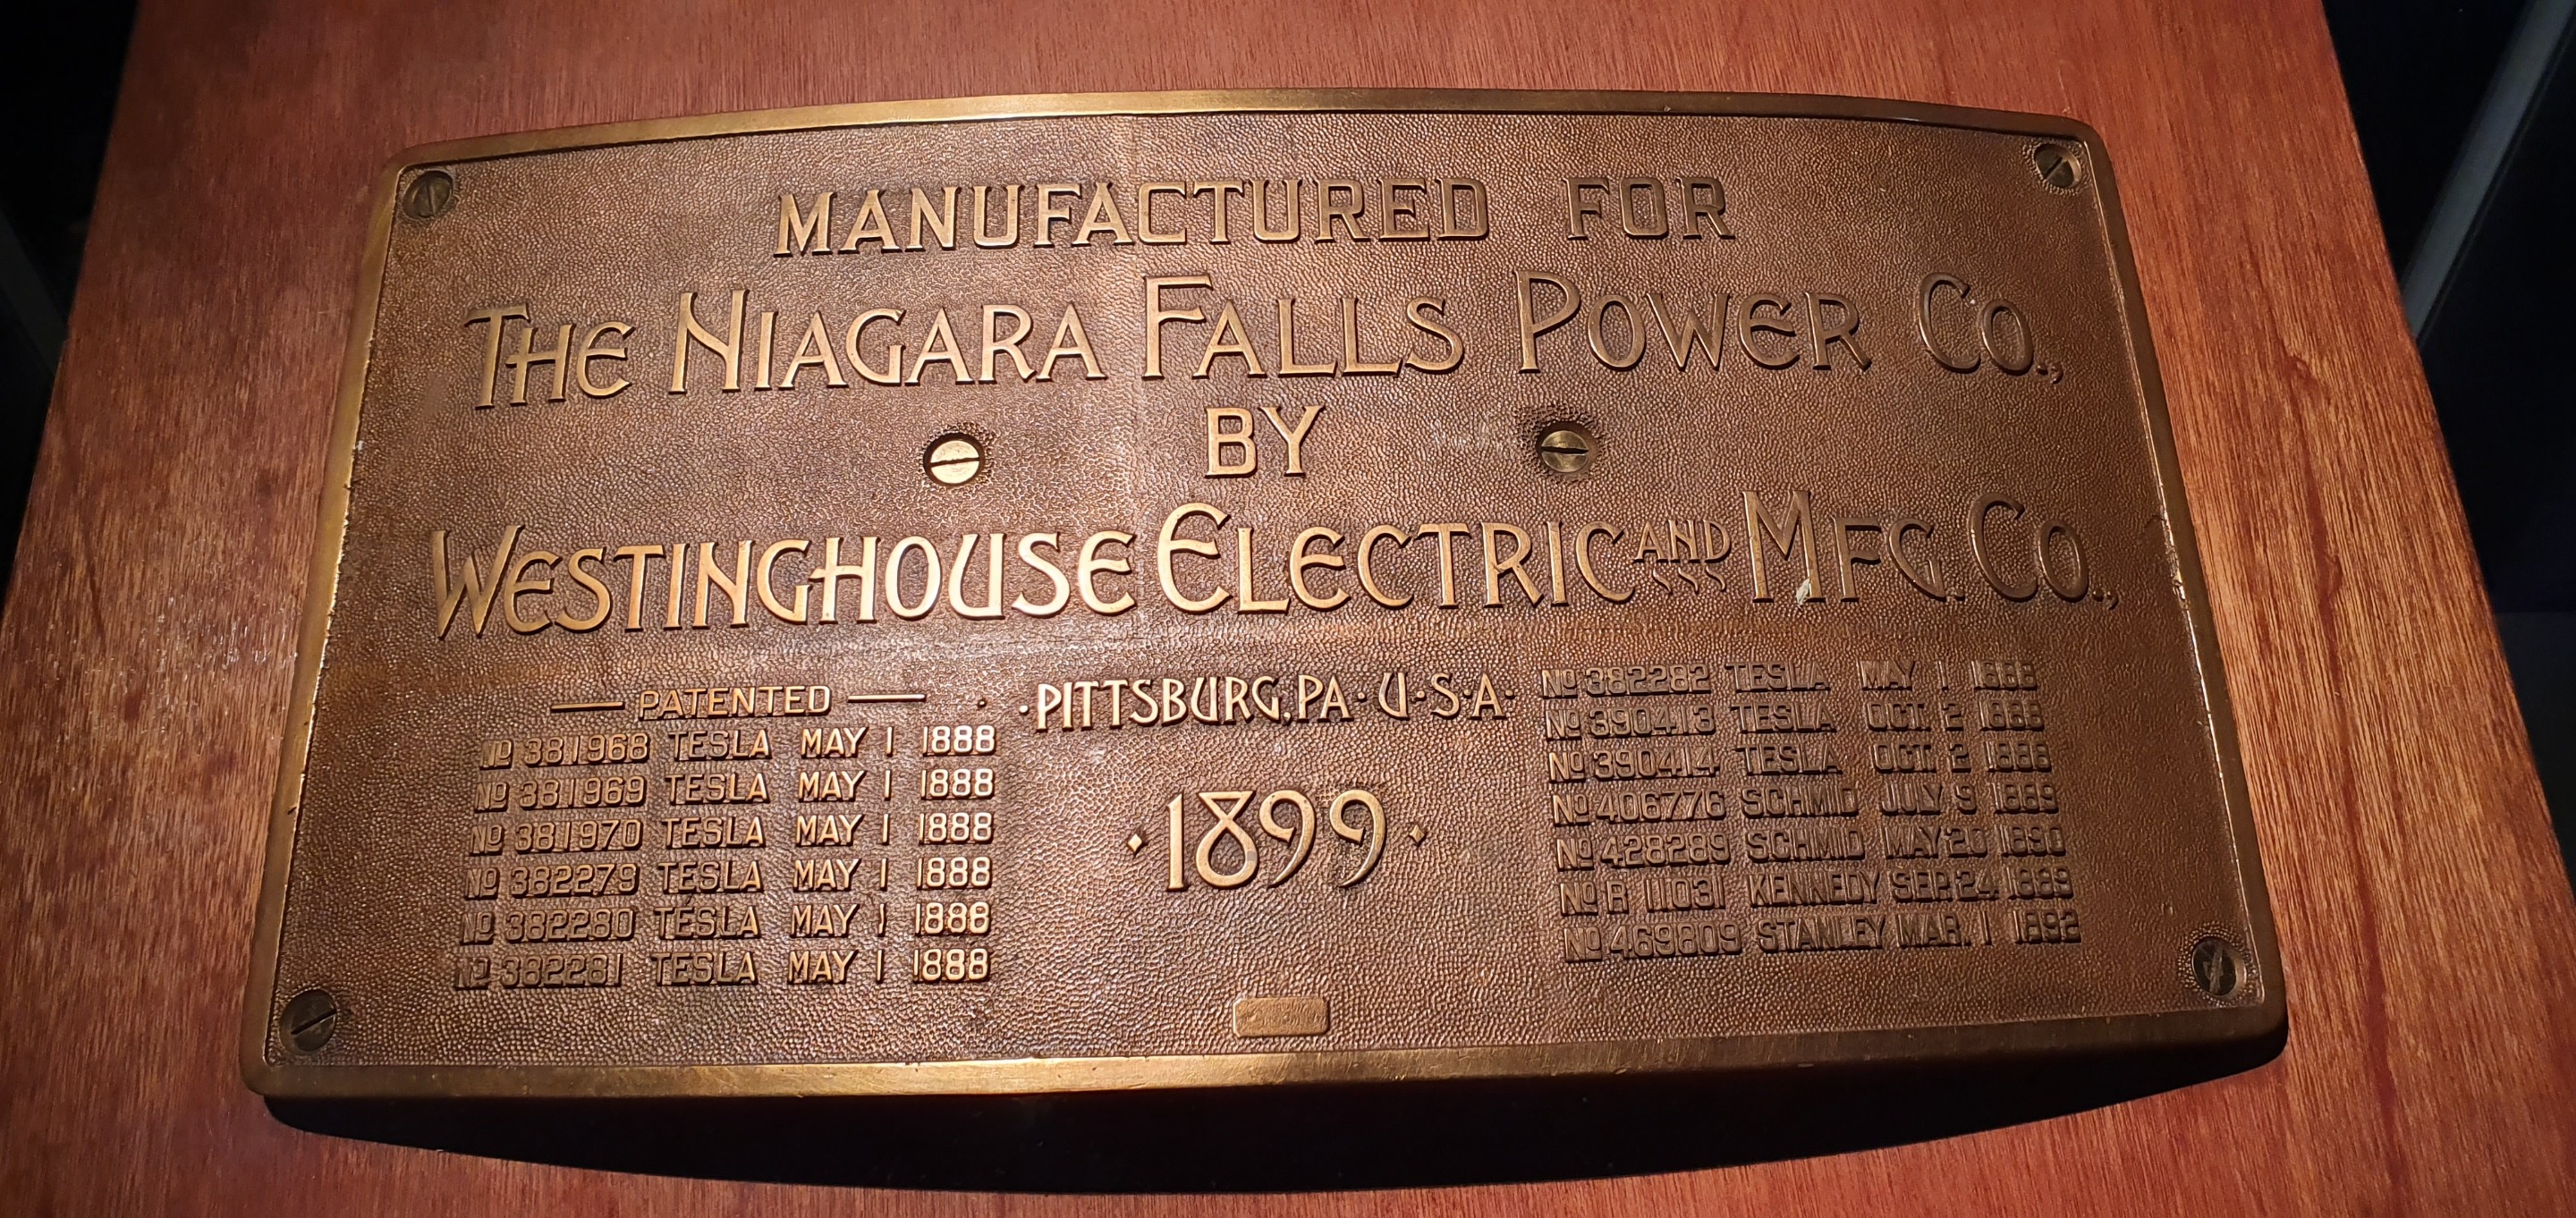 MANUFACTURED FOR
THE NIAGARA FALLS POWER CO.,
BY
WESTINGHOUSE ELECTRIC AND MFG. CO.,
·PITTSBURG, PA· U·S·A·
— PATENTED —
No 381968 TESLA MAY 1 1888
No 381969 TESLA MAY 1 1888
No 381970 TESLA MAY 1 1888
No 382279 TESLA MAY 1 1888
No 382280 TESLA MAY 1 1888
No 382281 TESLA MAY 1 1888
·1899·
No 382282 TESLA MAY 1 1888
No 390413 TESLA OCT. 2 1888
No 390414 TESLA OCT. 2 1888
No 406776 SCHMID JULY 9 1889
No 428289 SCHMID MAY 20 1890
No R 11031 KENNEDY SEP. 24 1889
No 469809 STANLEY MAR. 1 1892